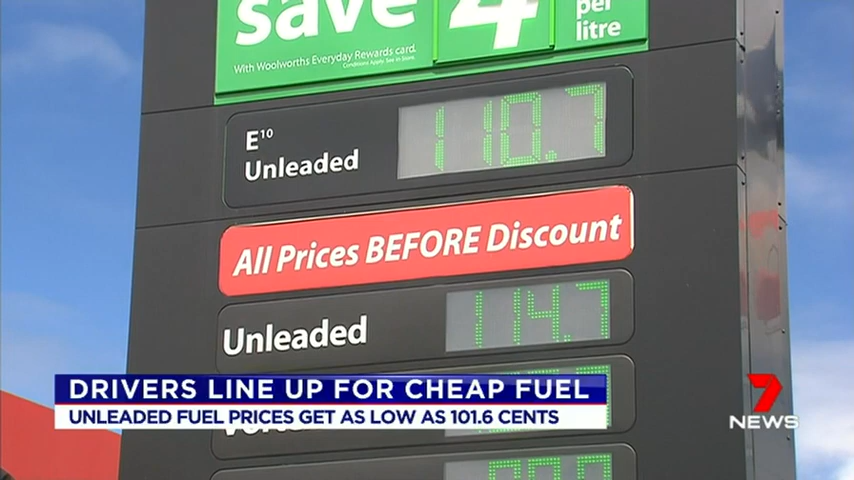 save 4 per
litre
With Woolworths Everyday Rewards card.
Conditions Apply. See in Store.
E10
Unleaded
110.7
All Prices BEFORE Discount
Unleaded 114.7
DRIVERS LINE UP FOR CHEAP FUEL
UNLEADED FUEL PRICES GET AS LOW AS 101.6 CENTS
7
NEWS